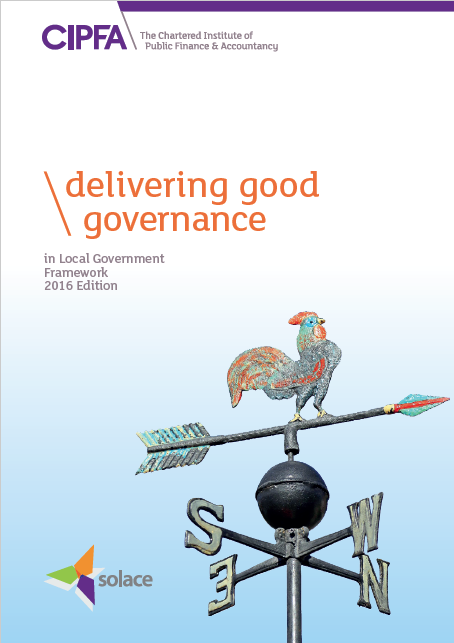 CIPFA
The Chartered Institute of
Public Finance & Accountancy
delivering good
governance
in Local Government
Framework
2016 Edition
S
W
E
N
solace